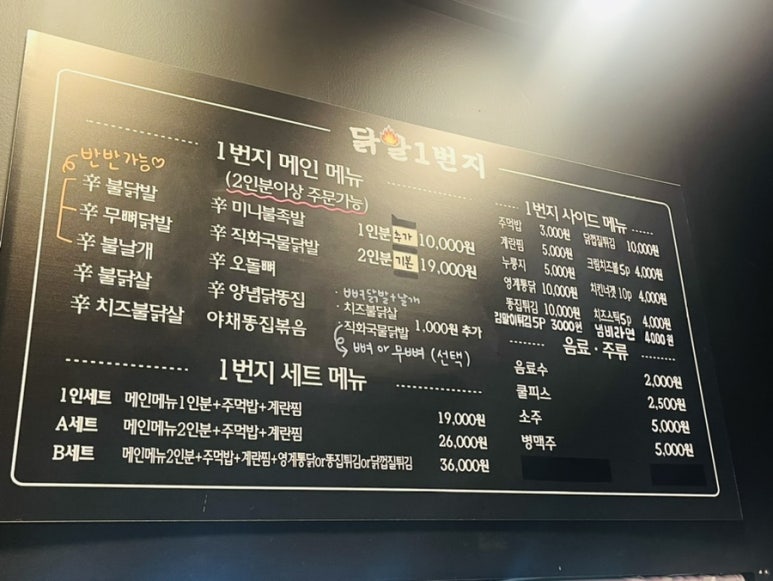 닭발1번지
1번지 메인 메뉴
(2인분이상 주문가능)
반반가능♡
辛 불닭발
辛 무뼈닭발
辛 불날개
辛 불닭살
辛 치즈불닭살
辛 미니불족발
辛 직화국물닭발
辛 오돌뼈
辛 양념닭똥집
야채똥집볶음
1인분 추가 10,000원
2인분 기본 19,000원
· 뼈닭발+날개
· 치즈불닭살
· 직화국물닭발 1,000원 추가
뼈 or 무뼈 (선택)
1번지 세트 메뉴
1인세트 메인메뉴1인분+주먹밥+계란찜 19,000원
A세트 메인메뉴2인분+주먹밥+계란찜 26,000원
B세트 메인메뉴2인분+주먹밥+계란찜+영계통닭or똥집튀김or닭껍질튀김 36,000원
1번지 사이드 메뉴
주먹밥 3,000원
계란찜 5,000원
누룽지 5,000원
영계통닭 10,000원
똥집튀김 10,000원
김말이튀김5P 3000원
닭껍질튀김 10,000원
크림치즈볼5p 4,000원
치킨너겟 10p 4,000원
치즈스틱5p 4,000원
냄비라면 4000원
음료 · 주류
음료수 2,000원
쿨피스 2,500원
소주 5,000원
병맥주 5,000원